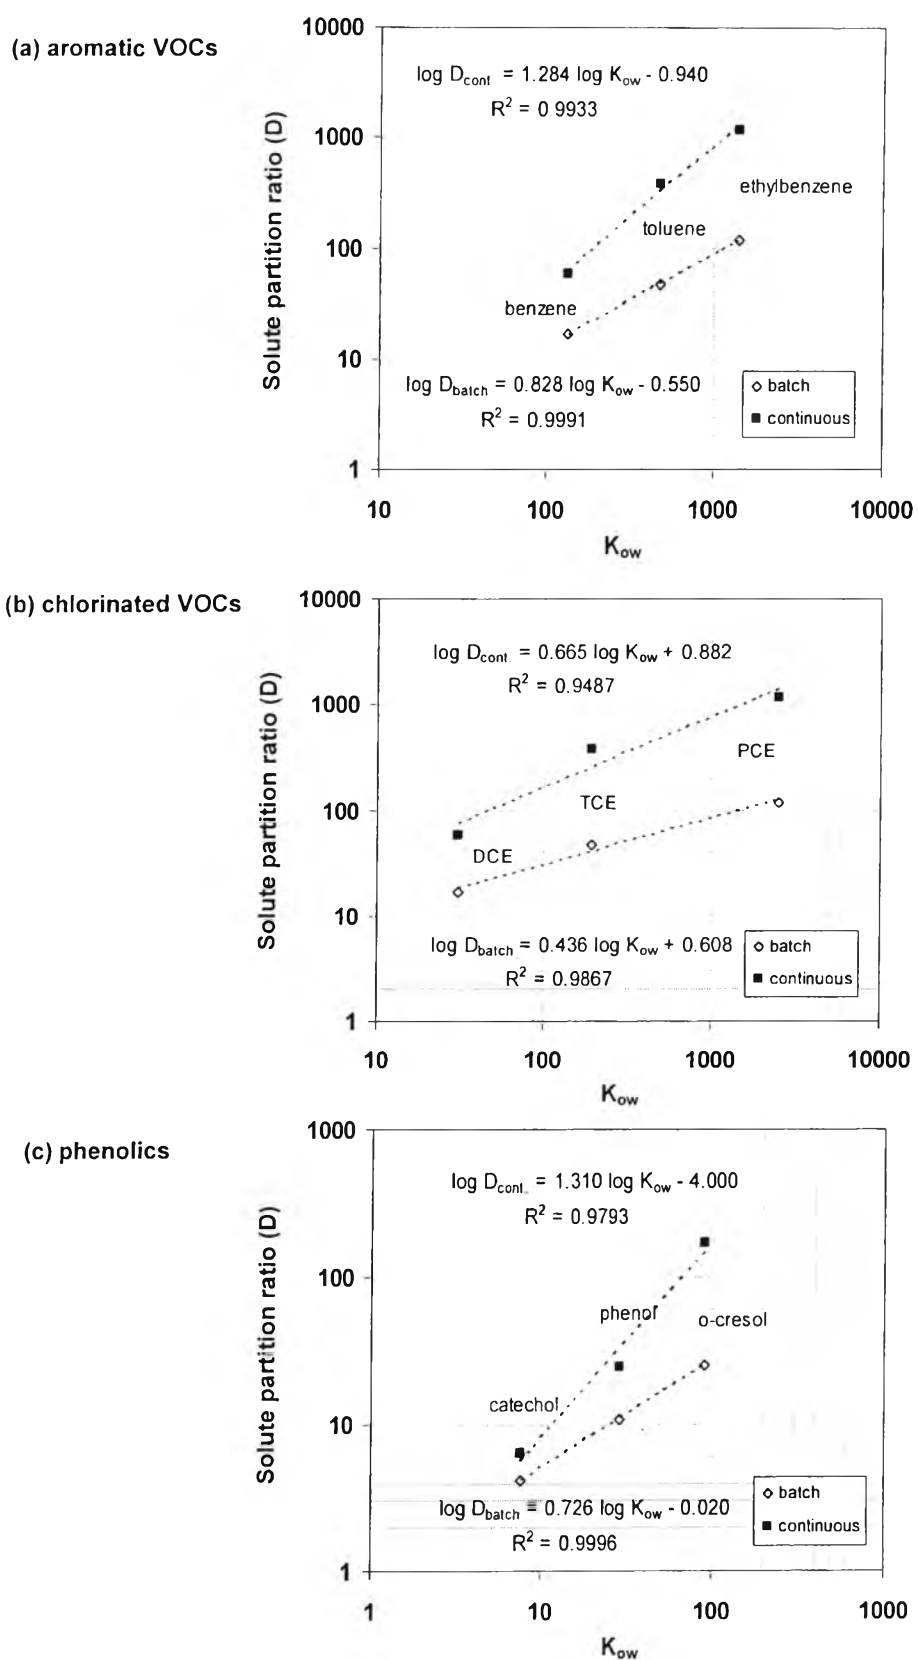 (a) aromatic VOCs
10000
1000
100
10
1
Solute partition ratio (D)
log D_cont = 1.284 log K_ow - 0.940
R² = 0.9933
ethylbenzene
toluene
benzene
log D_batch = 0.828 log K_ow - 0.550
R² = 0.9991
batch
continuous
10 100 1000 10000
K_ow
(b) chlorinated VOCs
10000
1000
100
10
1
Solute partition ratio (D)
log D_cont. = 0.665 log K_ow + 0.882
R² = 0.9487
PCE
TCE
DCE
log D_batch = 0.436 log K_ow + 0.608
R² = 0.9867
batch
continuous
10 100 1000 10000
K_ow
(c) phenolics
1000
100
10
1
Solute partition ratio (D)
log D_cont. = 1.310 log K_ow - 4.000
R² = 0.9793
phenol
o-cresol
catechol
log D_batch = 0.726 log K_ow - 0.020
R² = 0.9996
batch
continuous
1 10 100 1000
K_ow